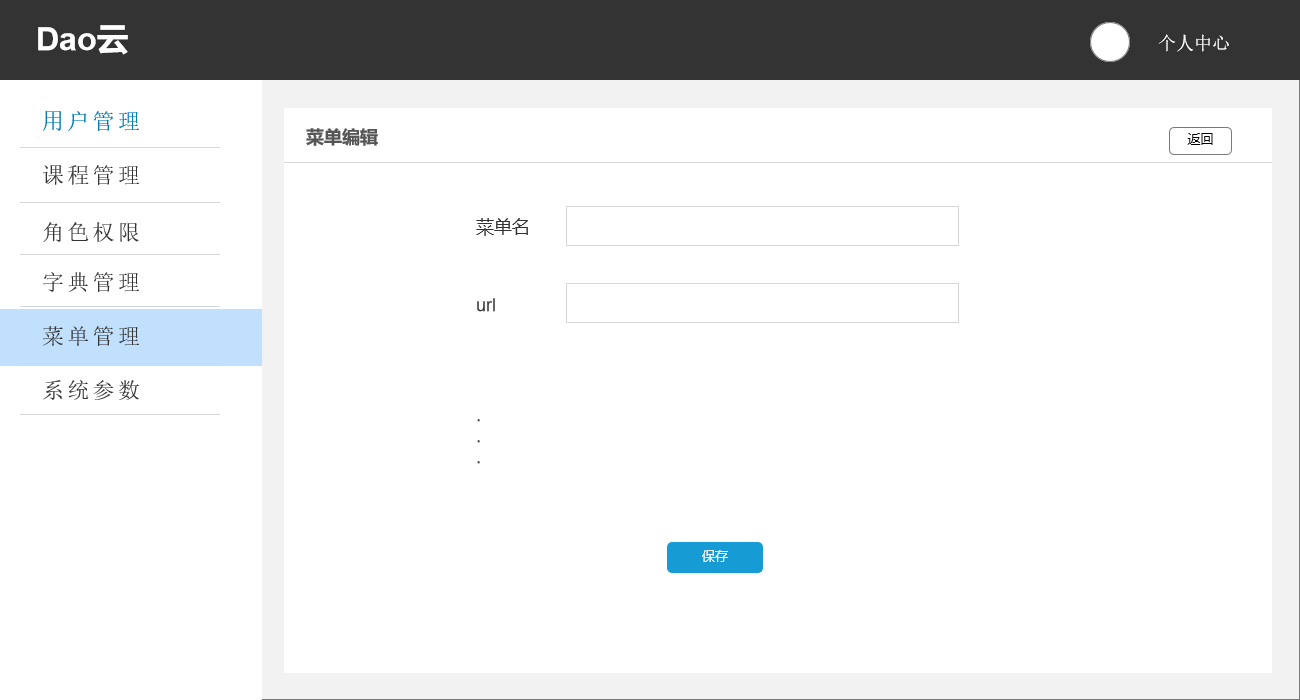 Dao云
个人中心
用户管理
课程管理
角色权限
字典管理
菜单管理
系统参数
菜单编辑
返回
菜单名
url
.
.
.
保存